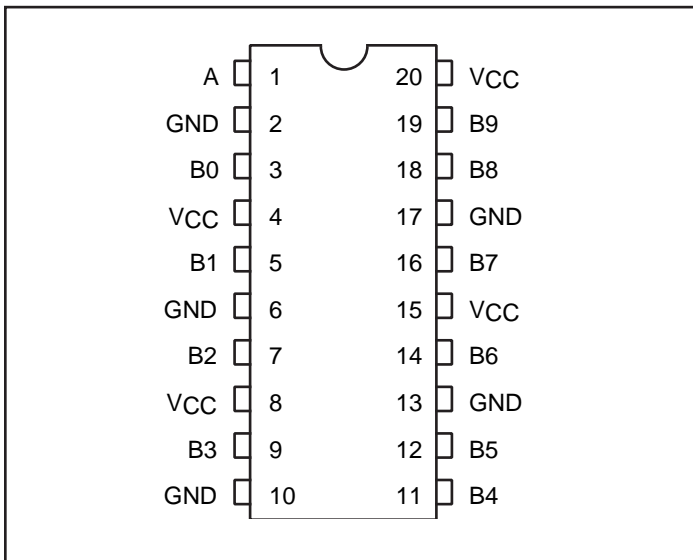 A 1 20 VCC
GND 2 19 B9
B0 3 18 B8
VCC 4 17 GND
B1 5 16 B7
GND 6 15 VCC
B2 7 14 B6
VCC 8 13 GND
B3 9 12 B5
GND 10 11 B4